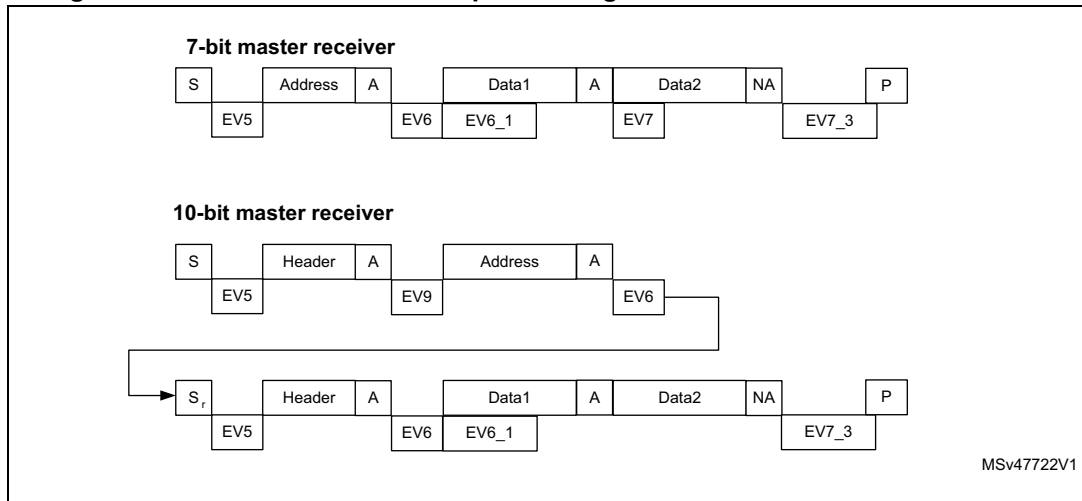 7-bit master receiver
S Address A Data1 A Data2 NA P
EV5 EV6 EV6_1 EV7 EV7_3
10-bit master receiver
S Header A Address A
EV5 EV9 EV6
Sr Header A Data1 A Data2 NA P
EV5 EV6 EV6_1 EV7_3
MSv47722V1